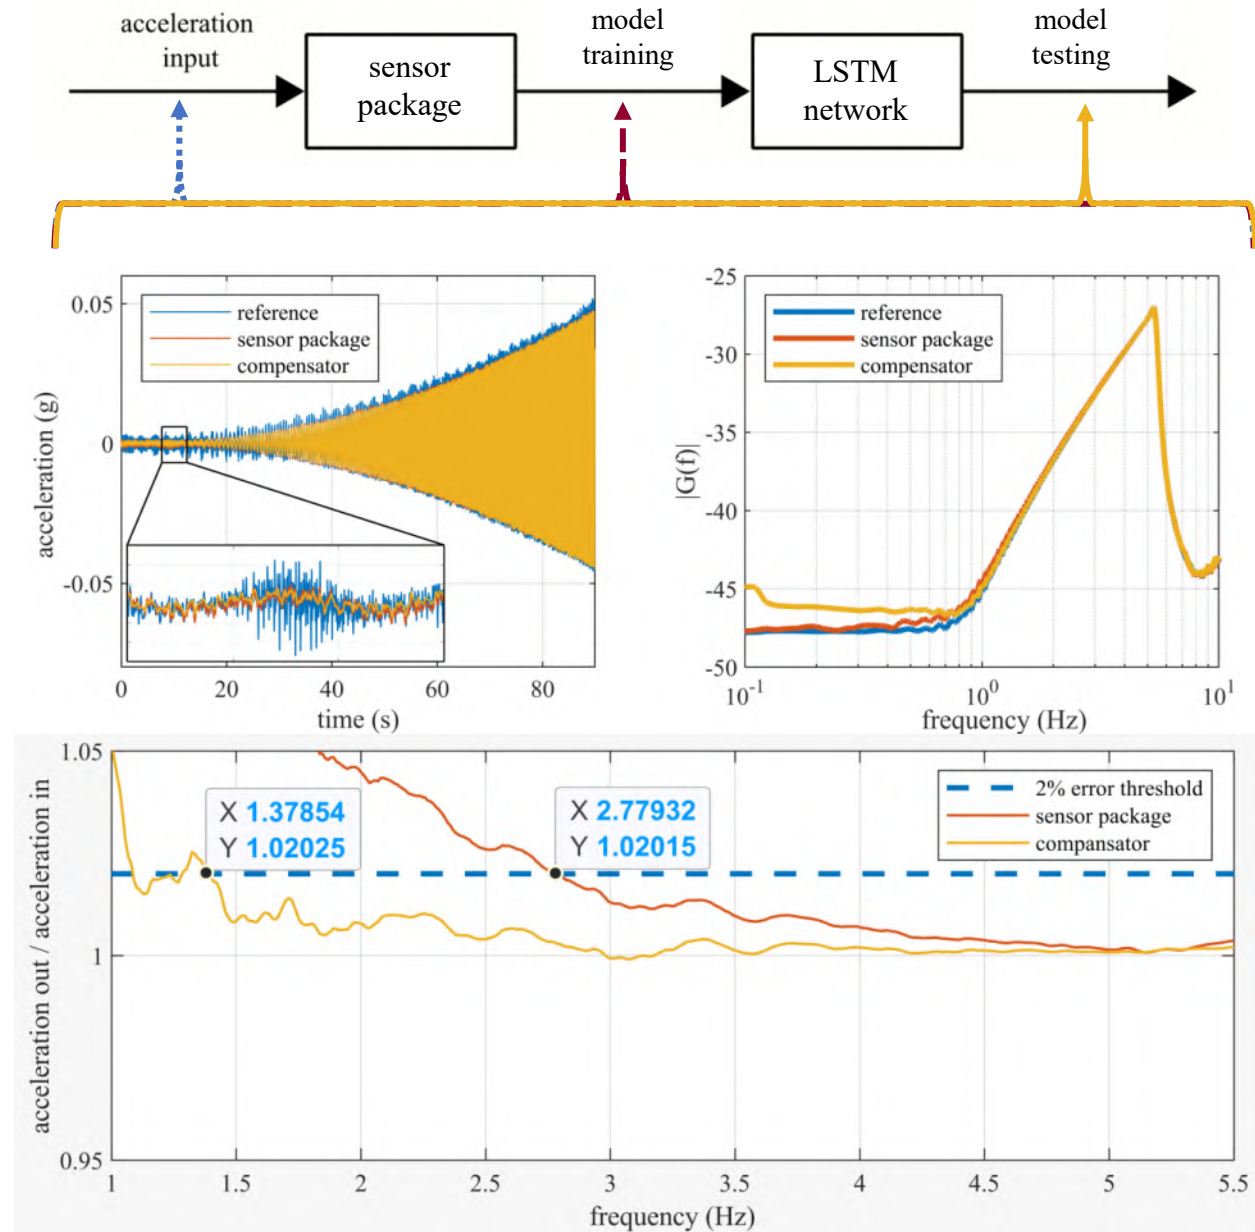 acceleration
input
sensor
package
model
training
LSTM
network
model
testing
0.05
0
-0.05
acceleration (g)
reference
sensor package
compensator
0
20
40
60
80
time (s)
-25
-30
-35
-40
-45
-50
|G(f)|
reference
sensor package
compensator
10^-1
10^0
10^1
frequency (Hz)
1.05
1
0.95
acceleration out / acceleration in
X 1.37854
Y 1.02025
X 2.77932
Y 1.02015
2% error threshold
sensor package
compansator
1
1.5
2
2.5
3
3.5
4
4.5
5
5.5
frequency (Hz)